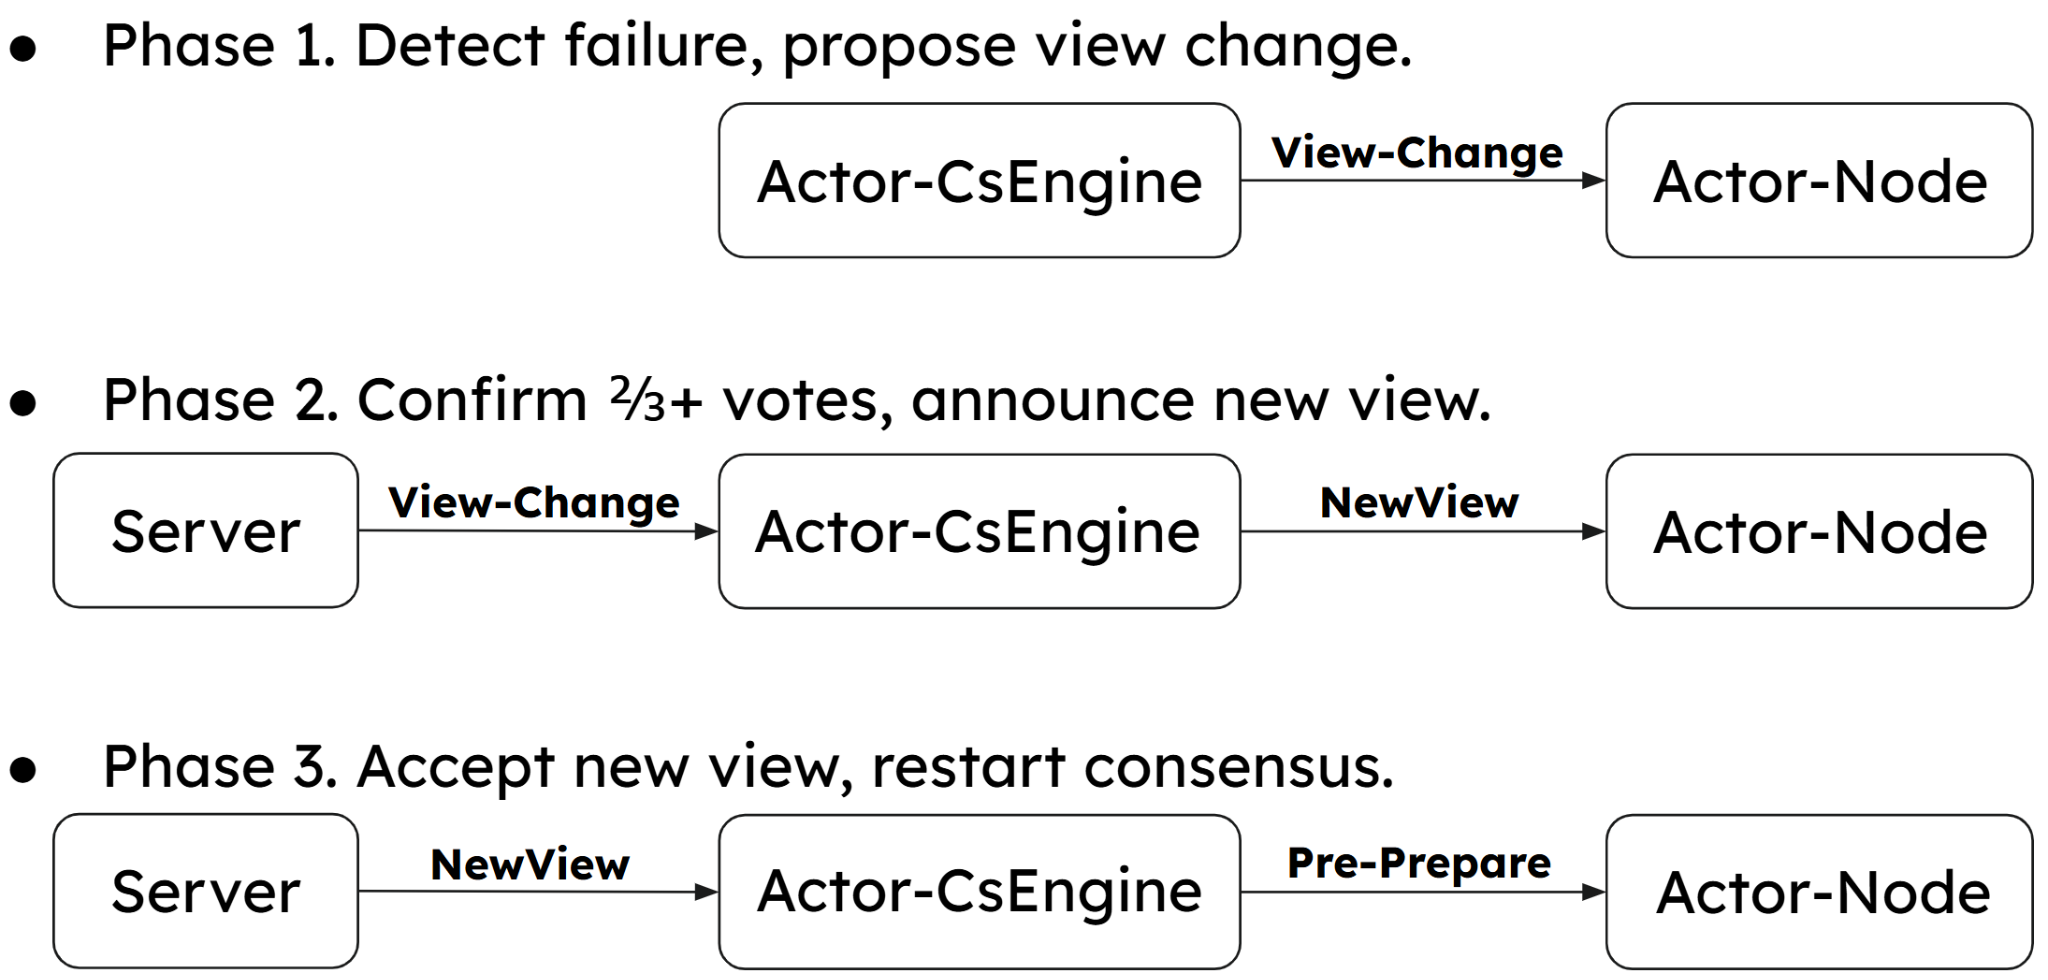 ● Phase 1. Detect failure, propose view change.
Actor-CsEngine
View-Change
Actor-Node
● Phase 2. Confirm ⅔+ votes, announce new view.
Server
View-Change
Actor-CsEngine
NewView
Actor-Node
● Phase 3. Accept new view, restart consensus.
Server
NewView
Actor-CsEngine
Pre-Prepare
Actor-Node